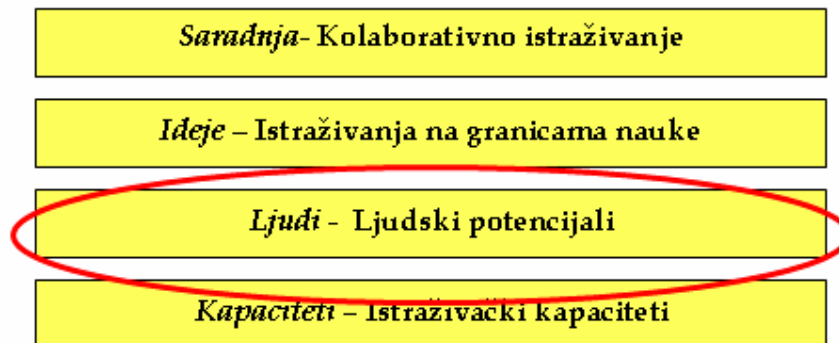 Saradnja- Kolaborativno istraživanje
Ideje – Istraživanja na granicama nauke
Ljudi - Ljudski potencijali
Kapaciteti – Istraživački kapaciteti